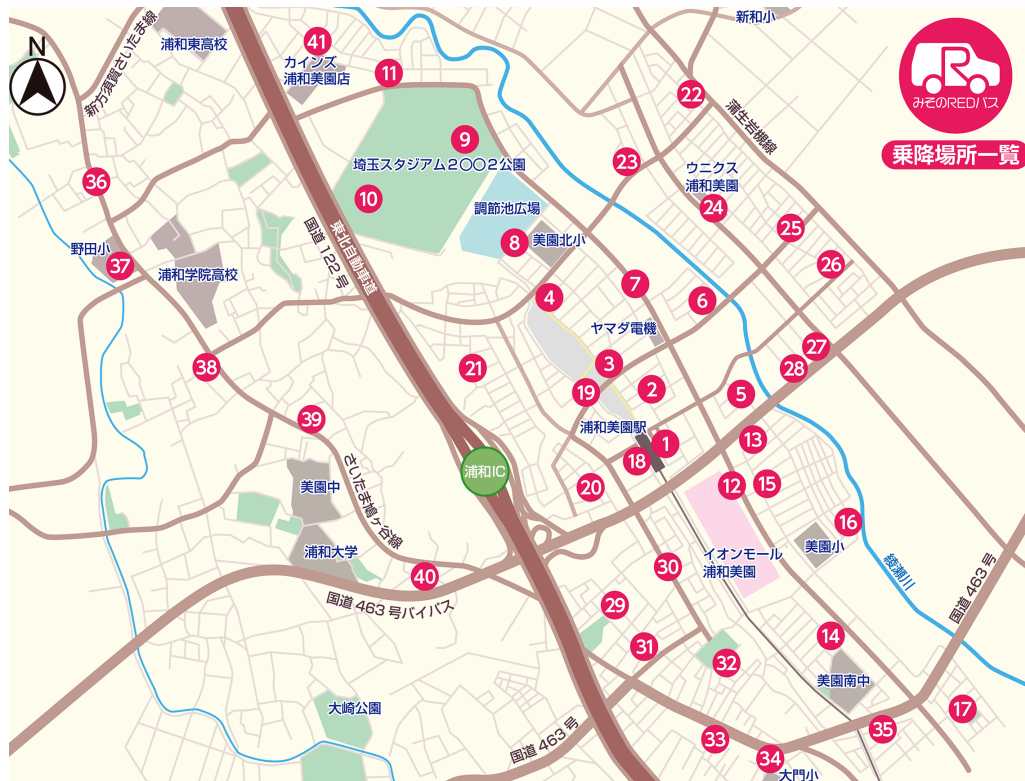 新和小
浦和東高校
N
41
カインズ
浦和美園店
11
新方須賀さいたま線
22
蒲生岩槻線
みそのREDバス
乗降場所一覧
9
埼玉スタジアム2〇〇2公園
23
ウニクス
浦和美園
24
36
10
調節池広場
8
美園北小
25
26
野田小
37
浦和学院高校
東北自動車道
国道122号
4
7
6
ヤマダ電機
27
28
38
21
3
19
2
5
39
浦和美園駅
1
18
13
浦和IC
12
15
20
美園中
さいたま鳩ヶ谷線
16
美園小
浦和大学
イオンモール
浦和美園
綾瀬川
国道463号
40
30
国道463号バイパス
29
31
14
32
美園南中
大崎公園
17
国道463号
33
35
34
大門小